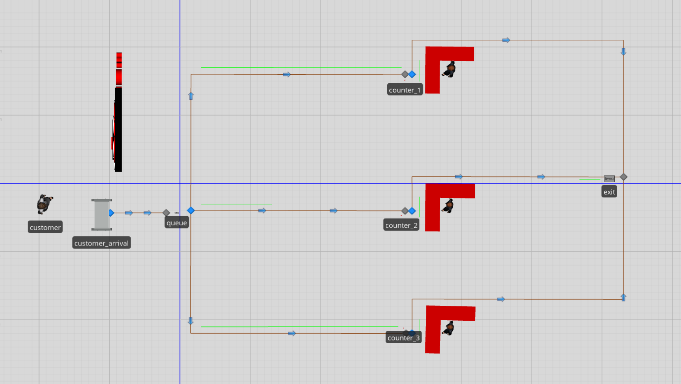 counter_1
customer
customer_arrival
queue
counter_2
exit
counter_3